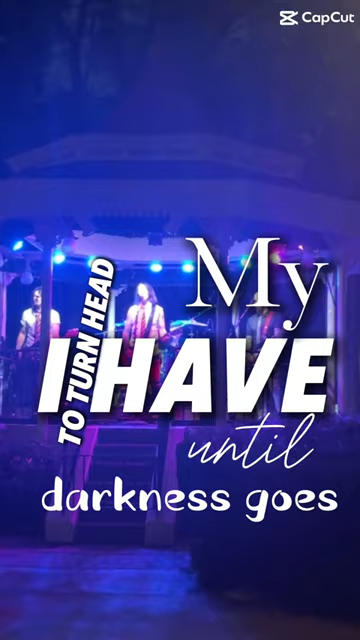 CapCut
My
I HAVE
TO TURN HEAD
until
darkness goes